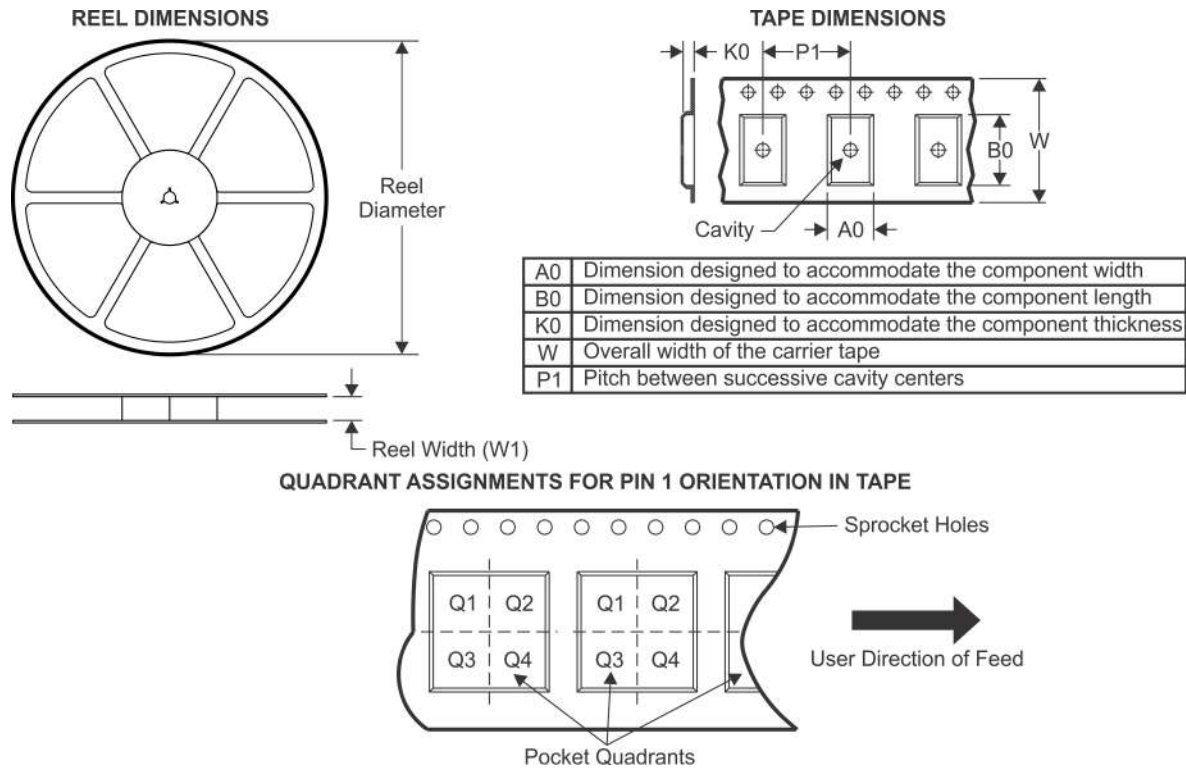 REEL DIMENSIONS
Reel
Diameter
Reel Width (W1)
TAPE DIMENSIONS
K0
P1
B0
W
Cavity
A0
A0 Dimension designed to accommodate the component width
B0 Dimension designed to accommodate the component length
K0 Dimension designed to accommodate the component thickness
W Overall width of the carrier tape
P1 Pitch between successive cavity centers
QUADRANT ASSIGNMENTS FOR PIN 1 ORIENTATION IN TAPE
Sprocket Holes
Q1 Q2 Q1 Q2
Q3 Q4 Q3 Q4
User Direction of Feed
Pocket Quadrants